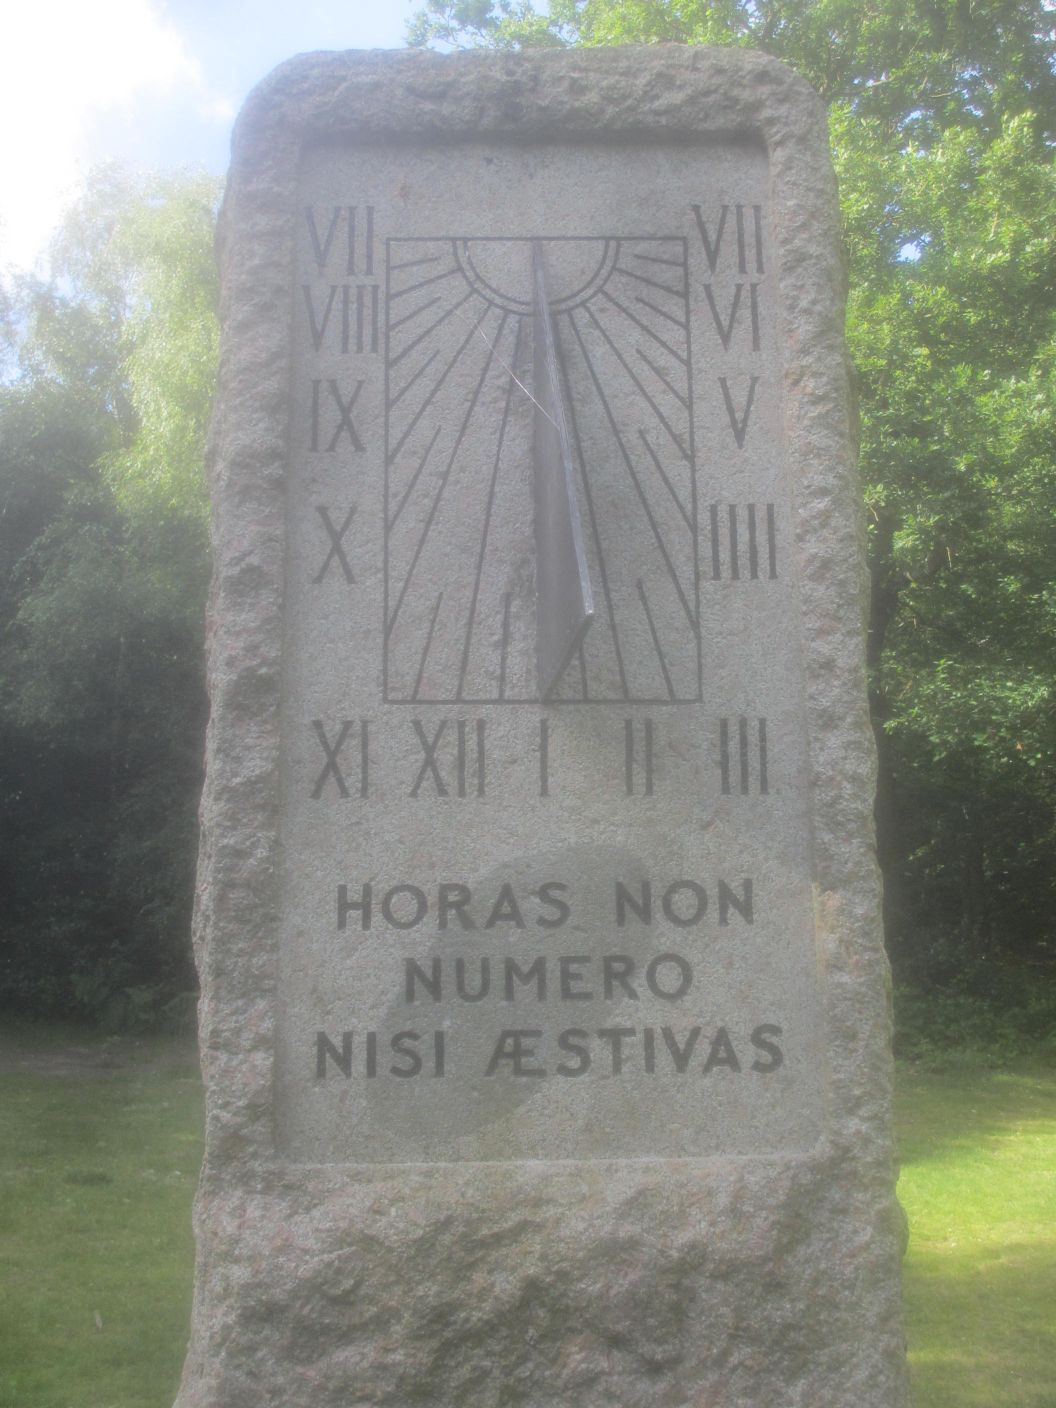 VII VII
VIII VI
IX V
X IIII
XI XII I II III
HORAS NON
NUMERO
NISI ÆSTIVAS